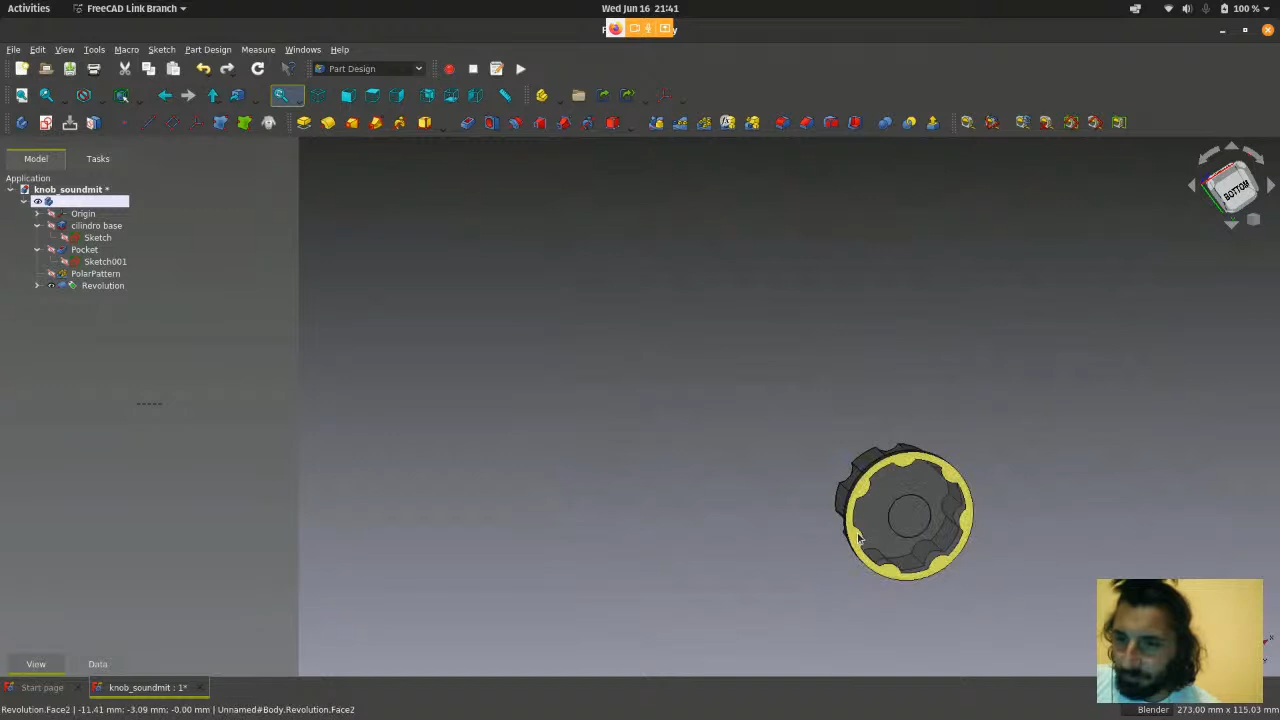 Activities FreeCAD Link Branch Wed Jun 16 21:41 100 %
File Edit View Tools Macro Sketch Part Design Measure Windows Help
Part Design
Model Tasks
Application
knob_soundmit *
Origin
cilindro base
Sketch
Pocket
Sketch001
PolarPattern
Revolution
BOTTOM
View Data
Start page knob_soundmit : 1*
Revolution.Face2 | -11.41 mm; -3.09 mm; -0.00 mm | Unnamed#Body.Revolution.Face2 Blender 273.00 mm x 115.03 mm